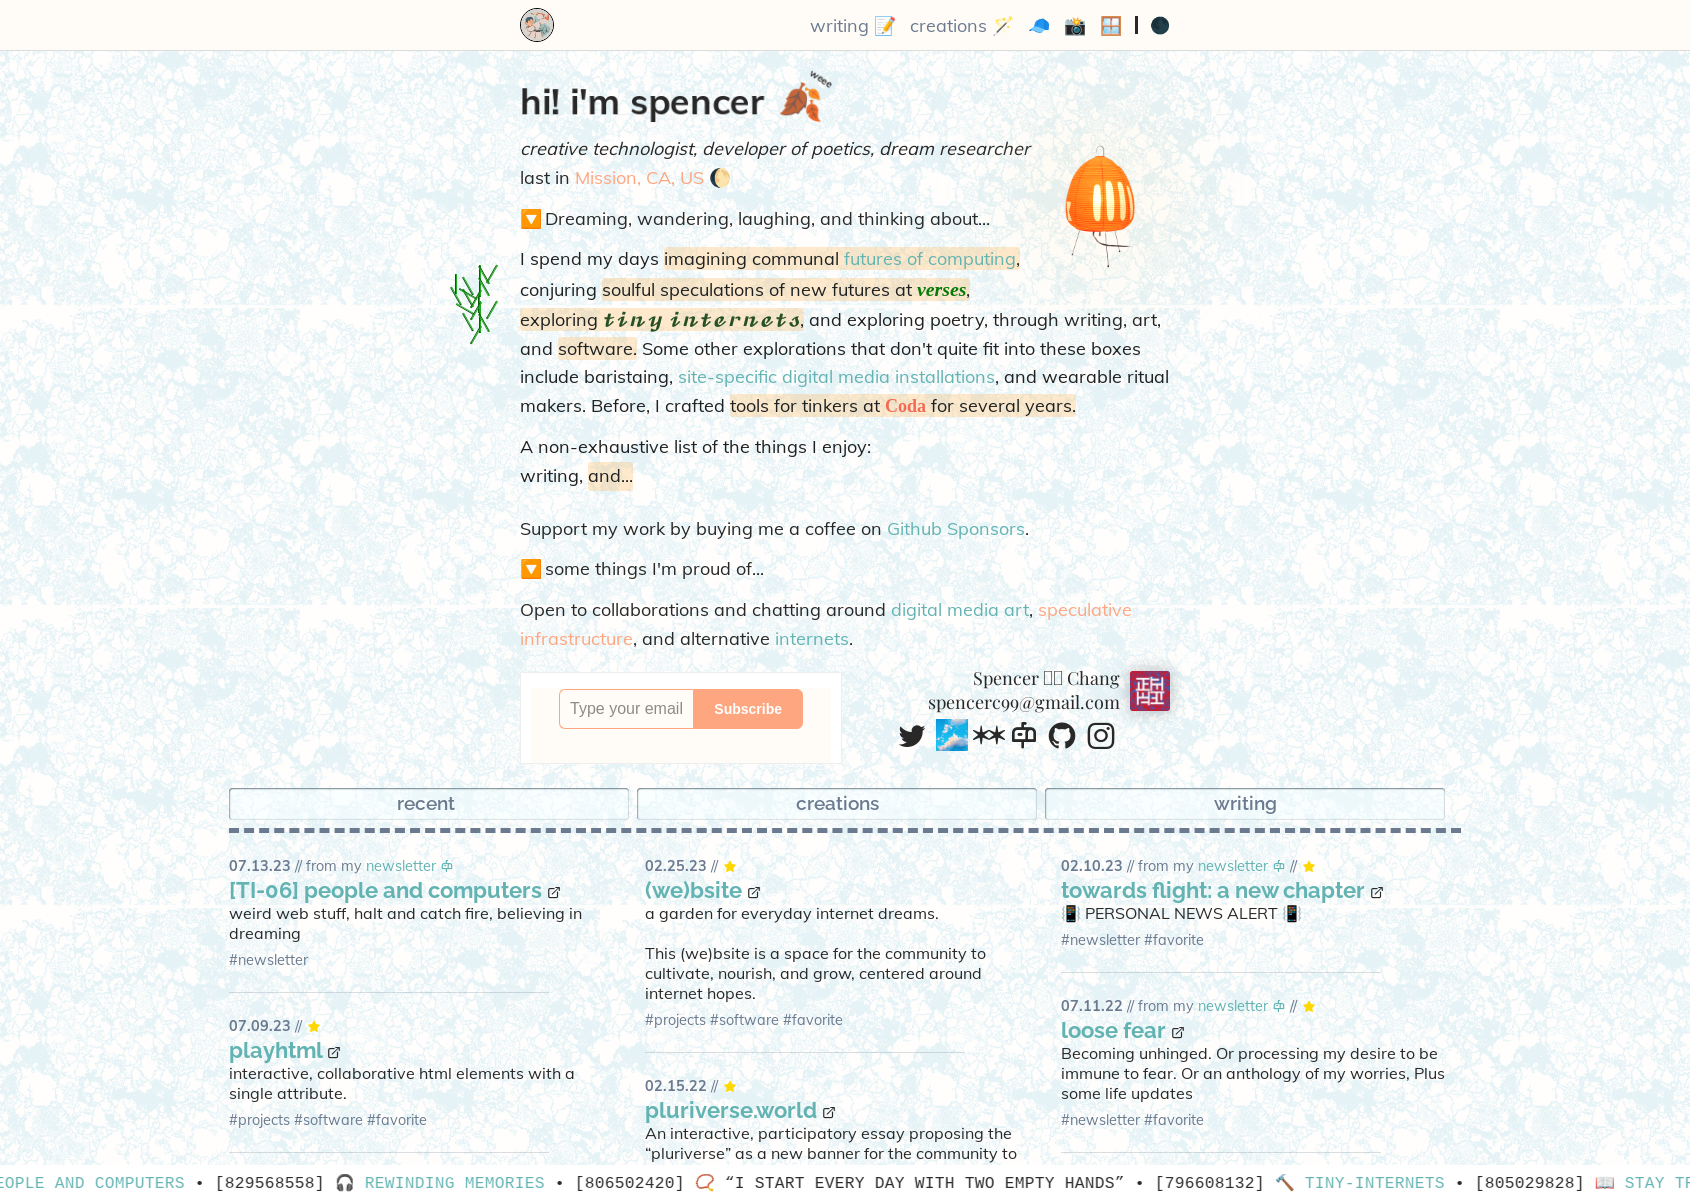 writing 📝 creations 🪄 🧢 📸 🪟 | 🌑
hi! i'm spencer
weee
creative technologist, developer of poetics, dream researcher
last in Mission, CA, US 🌔
🔽 Dreaming, wandering, laughing, and thinking about...
I spend my days imagining communal futures of computing,
conjuring soulful speculations of new futures at verses,
exploring tiny internets, and exploring poetry, through writing, art,
and software. Some other explorations that don't quite fit into these boxes
include baristaing, site-specific digital media installations, and wearable ritual
makers. Before, I crafted tools for tinkers at Coda for several years.
A non-exhaustive list of the things I enjoy:
writing, and...
Support my work by buying me a coffee on Github Sponsors.
🔽 some things I'm proud of...
Open to collaborations and chatting around digital media art, speculative
infrastructure, and alternative internets.
Type your email
Subscribe
Spencer Chang
spencerc99@gmail.com
recent
creations
writing
07.13.23 // from my newsletter
[TI-06] people and computers
weird web stuff, halt and catch fire, believing in
dreaming
#newsletter
07.09.23 // ⭐
playhtml
interactive, collaborative html elements with a
single attribute.
#projects #software #favorite
02.25.23 // ⭐
(we)bsite
a garden for everyday internet dreams.
This (we)bsite is a space for the community to
cultivate, nourish, and grow, centered around
internet hopes.
#projects #software #favorite
02.15.22 // ⭐
pluriverse.world
An interactive, participatory essay proposing the
“pluriverse” as a new banner for the community to
02.10.23 // from my newsletter // ⭐
towards flight: a new chapter
📳 PERSONAL NEWS ALERT 📳
#newsletter #favorite
07.11.22 // from my newsletter // ⭐
loose fear
Becoming unhinged. Or processing my desire to be
immune to fear. Or an anthology of my worries, Plus
some life updates
#newsletter #favorite
EOPLE AND COMPUTERS • [829568558] 🎧 REWINDING MEMORIES • [806502420] 📿 “I START EVERY DAY WITH TWO EMPTY HANDS” • [796608132] 🔨 TINY-INTERNETS • [805029828] 📖 STAY TR